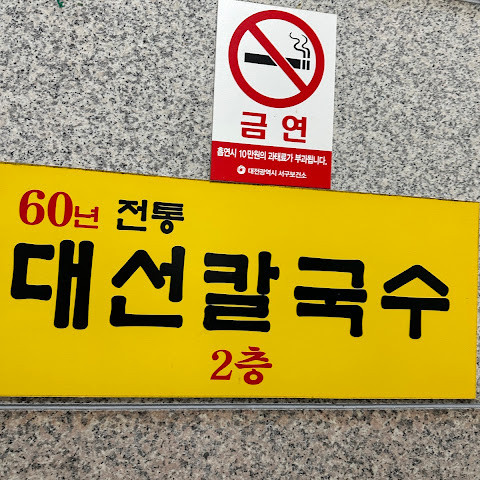 금연
흡연시 10만원의 과태료가 부과됩니다.
대전광역시 서구보건소
60년 전통
대선칼국수
2층